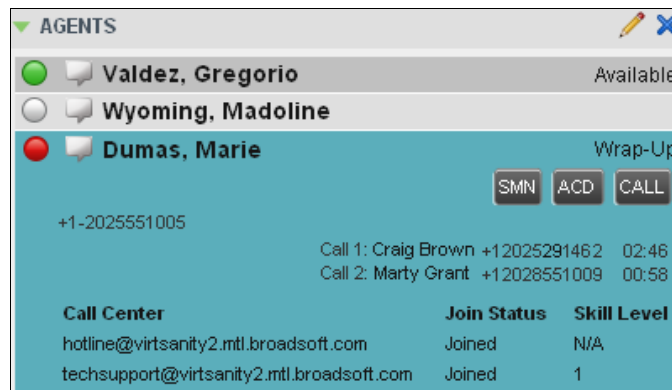 AGENTS
Valdez, Gregorio Available
Wyoming, Madoline
Dumas, Marie Wrap-Up
SMN ACD CALL
+1-2025551005
Call 1: Craig Brown +12025291462 02:46
Call 2: Marty Grant +12028551009 00:58
Call Center Join Status Skill Level
hotline@virtsanity2.mtl.broadsoft.com Joined N/A
techsupport@virtsanity2.mtl.broadsoft.com Joined 1